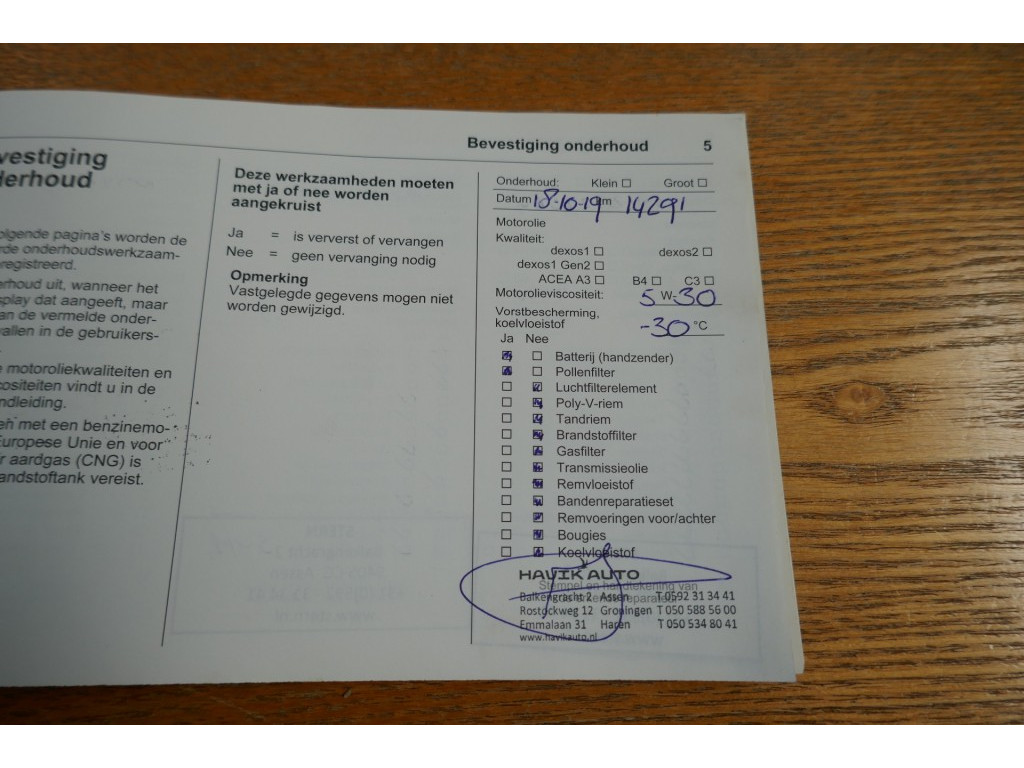 Bevestiging onderhoud 5
vestiging
erhoud
olgende pagina's worden de
rde onderhoudswerkzaam-
registreerd.
erhoud uit, wanneer het
splay dat aangeeft, maar
an de vermelde onder-
vallen in de gebruikers-
motoroliekwaliteiten en
cositeiten vindt u in de
ndleiding.
en met een benzinemo-
Europese Unie en voor
r aardgas (CNG) is
andstoftank vereist.
Deze werkzaamheden moeten
met ja of nee worden
aangekruist
Ja = is ververst of vervangen
Nee = geen vervanging nodig
Opmerking
Vastgelegde gegevens mogen niet
worden gewijzigd.
Onderhoud: Klein ☐ Groot ☐
Datum 18-10-19 km 14291
Motorolie
Kwaliteit:
dexos1 ☐ dexos2 ☐
dexos1 Gen2 ☐
ACEA A3 ☐ B4 ☐ C3 ☐
Motorolieviscositeit: 5 W-30
Vorstbescherming,
koelvloeistof -30 °C
Ja Nee
Batterij (handzender)
Pollenfilter
Luchtfilterelement
Poly-V-riem
Tandriem
Brandstoffilter
Gasfilter
Transmissieolie
Remvloeistof
Bandenreparatieset
Remvoeringen voor/achter
Bougies
Koelvloeistof
HAVIK AUTO
Stempel en handtekening van
Balkengracht 2 Assen T 0592 31 34 41
Rostockweg 12 Groningen T 050 588 56 00
Emmalaan 31 Haren T 050 534 80 41
www.havikauto.nl